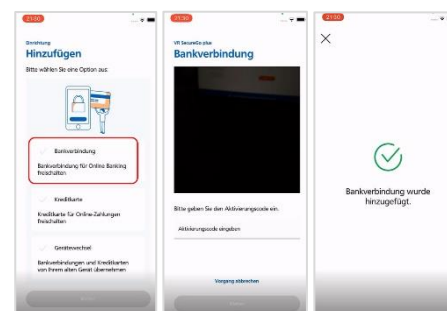 21:50
Einrichtung
Hinzufügen
Bitte wählen Sie eine Option aus:
Bankverbindung
Bankverbindung für Online Banking
freischalten
Kreditkarte
Kreditkarte für Online-Zahlungen
freischalten
Gerätewechsel
Bankverbindungen und Kreditkarten
von Ihrem alten Gerät übernehmen
21:50
VR SecureGo plus
Bankverbindung
Bitte geben Sie den Aktivierungscode ein.
Aktivierungscode eingeben
Vorgang abbrechen
21:50
Bankverbindung wurde
hinzugefügt.